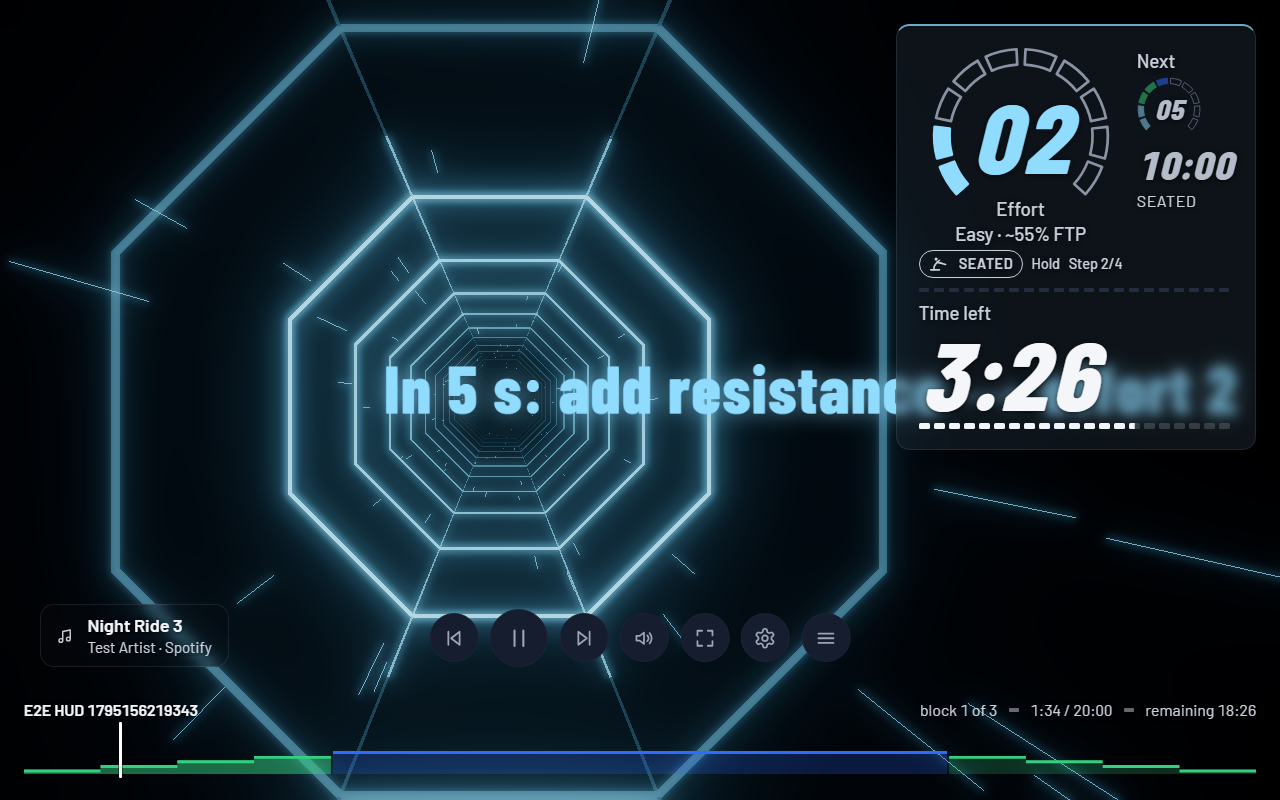 02
Effort
Easy · ~55% FTP
SEATED Hold Step 2/4
Next
05
10:00
SEATED
Time left
3:26
In 5 s: add resistance
2
Night Ride 3
Test Artist · Spotify
E2E HUD 1795156219343
block 1 of 3 – 1:34 / 20:00 – remaining 18:26